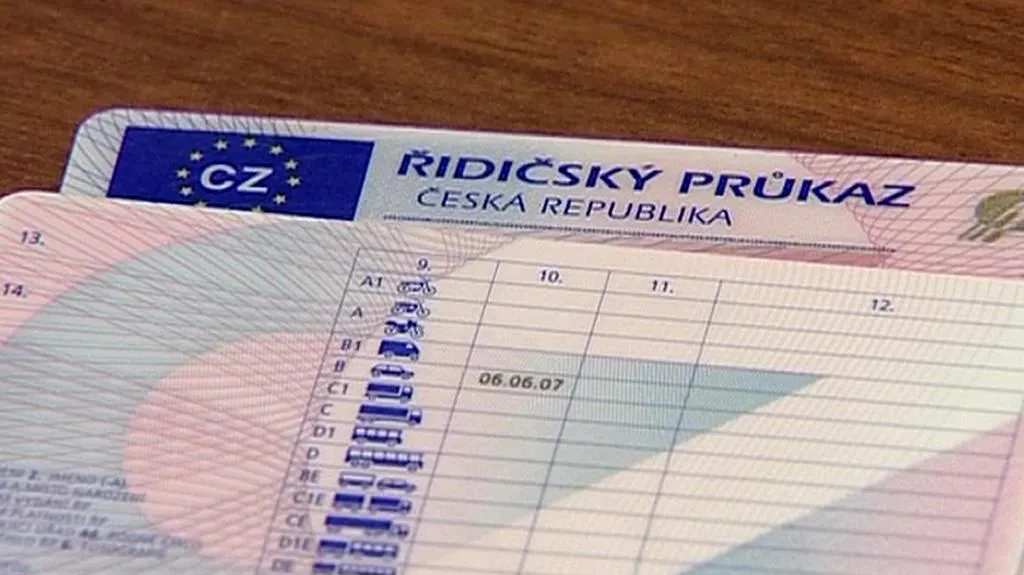 CZ
ŘIDIČSKÝ PRŮKAZ
ČESKÁ REPUBLIKA
13.
14.
9. 10. 11. 12.
A1
A
B1
B 06.06.07
C1
C
D1
D
BE
C1E
CE
D1E
DE